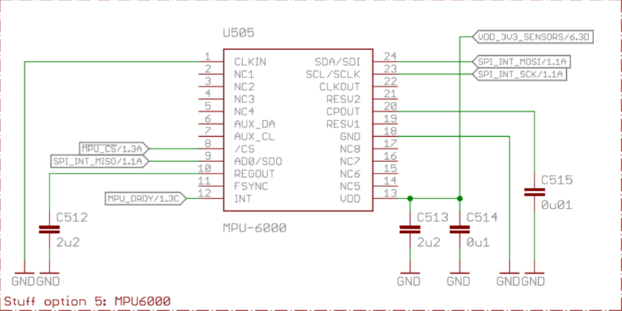 U505
VDD_3V3_SENSORS/6.3D
1 CLKIN SDA/SDI 24 SPI_INT_MOSI/1.1A
2 NC1 SCL/SCLK 23 SPI_INT_SCK/1.1A
3 NC2 CLKOUT 22
4 NC3 RESV2 21
5 NC4 CPOUT 20
6 AUX_DA RESV1 19
7 AUX_CL GND 18
MPU_CS/1.3A 8 /CS NC8 17
SPI_INT_MISO/1.1A 9 AD0/SDO NC7 16
10 REGOUT NC6 15
11 FSYNC NC5 14
MPU_DRDY/1.3C 12 INT VDD 13
C515
0u01
MPU-6000
C512
2u2
C513
2u2
C514
0u1
GND GND GND GND GND GND
Stuff option 5: MPU6000